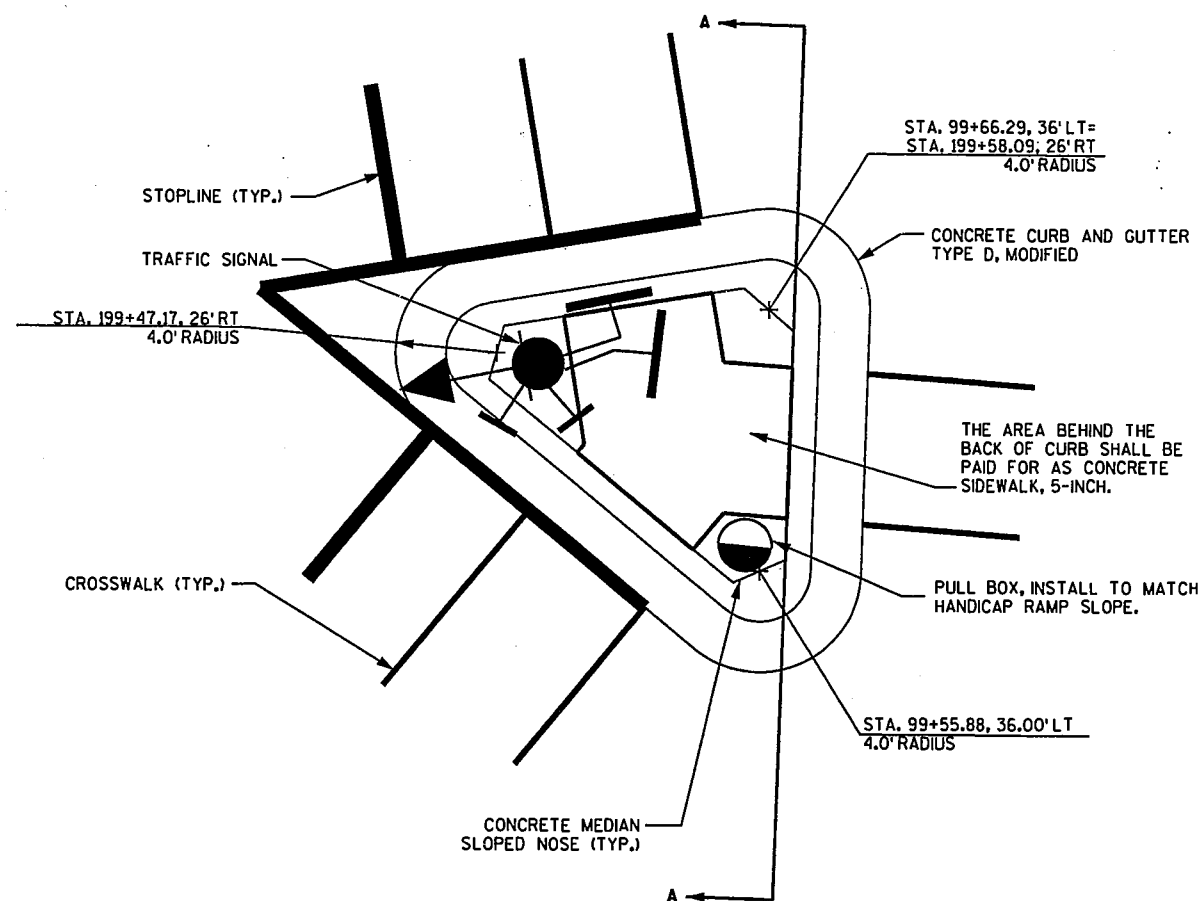 A
STA. 99+66.29, 36' LT=
STA. 199+58.09, 26' RT
4.0' RADIUS
STOPLINE (TYP.)
CONCRETE CURB AND GUTTER
TYPE D, MODIFIED
TRAFFIC SIGNAL
STA. 199+47.17, 26' RT
4.0' RADIUS
THE AREA BEHIND THE
BACK OF CURB SHALL BE
PAID FOR AS CONCRETE
SIDEWALK, 5-INCH.
CROSSWALK (TYP.)
PULL BOX, INSTALL TO MATCH
HANDICAP RAMP SLOPE.
STA. 99+55.88, 36.00' LT
4.0' RADIUS
CONCRETE MEDIAN
SLOPED NOSE (TYP.)
A